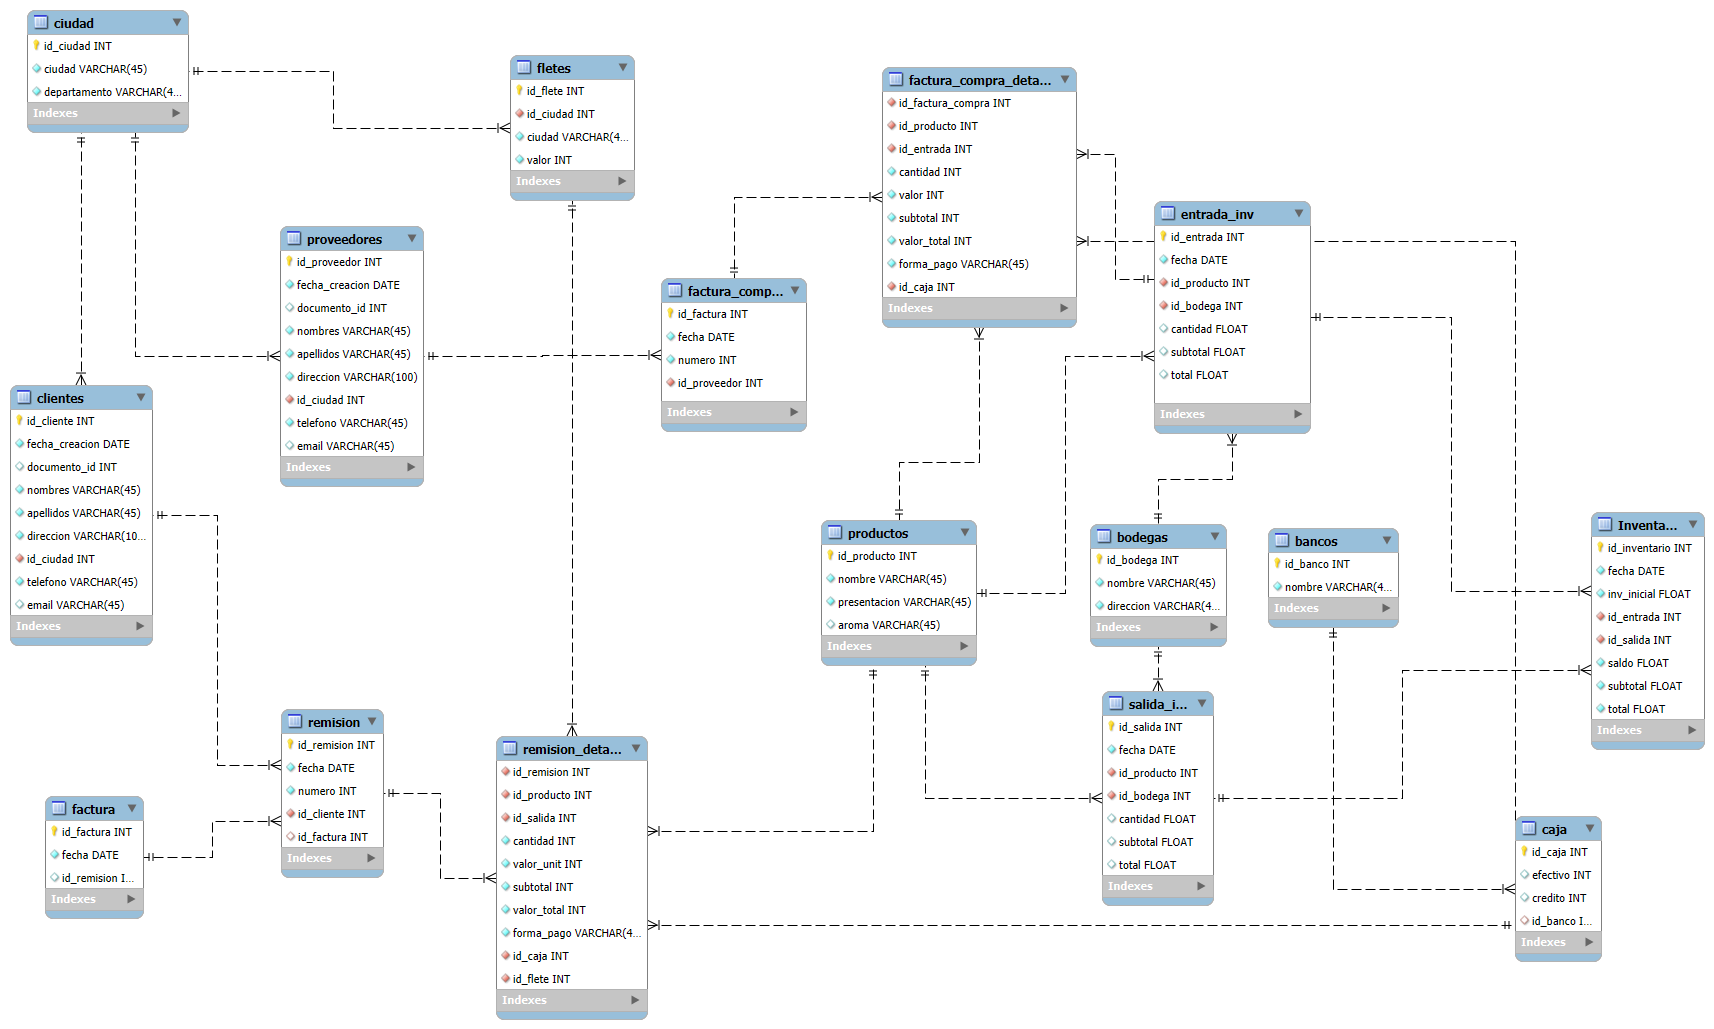 ciudad
id_ciudad INT
ciudad VARCHAR(45)
departamento VARCHAR(4...
Indexes
fletes
id_flete INT
id_ciudad INT
ciudad VARCHAR(4...
valor INT
Indexes
factura_compra_deta...
id_factura_compra INT
id_producto INT
id_entrada INT
cantidad INT
valor INT
subtotal INT
valor_total INT
forma_pago VARCHAR(45)
id_caja INT
Indexes
entrada_inv
id_entrada INT
fecha DATE
id_producto INT
id_bodega INT
cantidad FLOAT
subtotal FLOAT
total FLOAT
Indexes
proveedores
id_proveedor INT
fecha_creacion DATE
documento_id INT
nombres VARCHAR(45)
apellidos VARCHAR(45)
direccion VARCHAR(100)
id_ciudad INT
telefono VARCHAR(45)
email VARCHAR(45)
Indexes
factura_comp...
id_factura INT
fecha DATE
numero INT
id_proveedor INT
Indexes
clientes
id_cliente INT
fecha_creacion DATE
documento_id INT
nombres VARCHAR(45)
apellidos VARCHAR(45)
direccion VARCHAR(10...
id_ciudad INT
telefono VARCHAR(45)
email VARCHAR(45)
Indexes
productos
id_producto INT
nombre VARCHAR(45)
presentacion VARCHAR(45)
aroma VARCHAR(45)
Indexes
bodegas
id_bodega INT
nombre VARCHAR(45)
direccion VARCHAR(4...
Indexes
bancos
id_banco INT
nombre VARCHAR(4...
Indexes
Inventa...
id_inventario INT
fecha DATE
inv_inicial FLOAT
id_entrada INT
id_salida INT
saldo FLOAT
subtotal FLOAT
total FLOAT
Indexes
remision
id_remision INT
fecha DATE
numero INT
id_cliente INT
id_factura INT
Indexes
factura
id_factura INT
fecha DATE
id_remision I...
Indexes
remision_deta...
id_remision INT
id_producto INT
id_salida INT
cantidad INT
valor_unit INT
subtotal INT
valor_total INT
forma_pago VARCHAR(4...
id_caja INT
id_flete INT
Indexes
salida_i...
id_salida INT
fecha DATE
id_producto INT
id_bodega INT
cantidad FLOAT
subtotal FLOAT
total FLOAT
Indexes
caja
id_caja INT
efectivo INT
credito INT
id_banco I...
Indexes